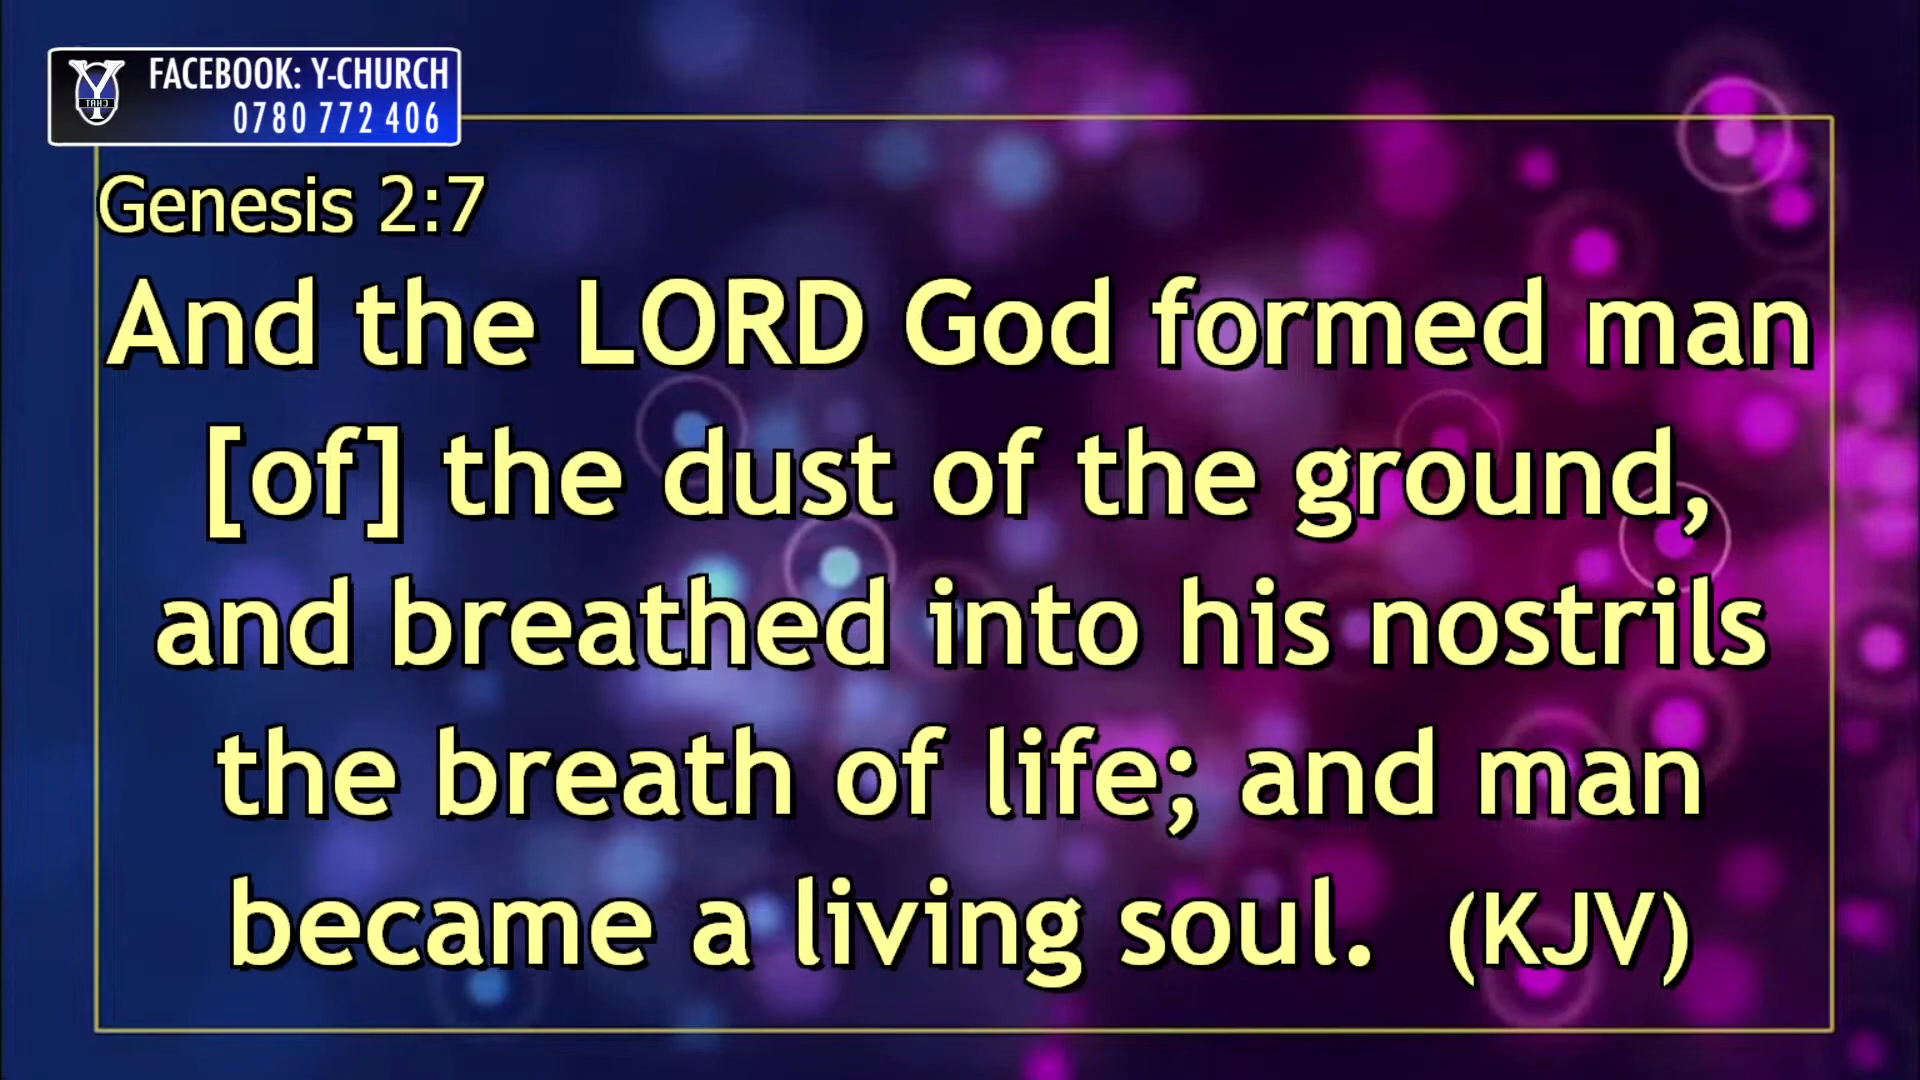 FACEBOOK: Y-CHURCH
0780 772 406
Genesis 2:7
And the LORD God formed man
[of] the dust of the ground,
and breathed into his nostrils
the breath of life; and man
became a living soul. (KJV)